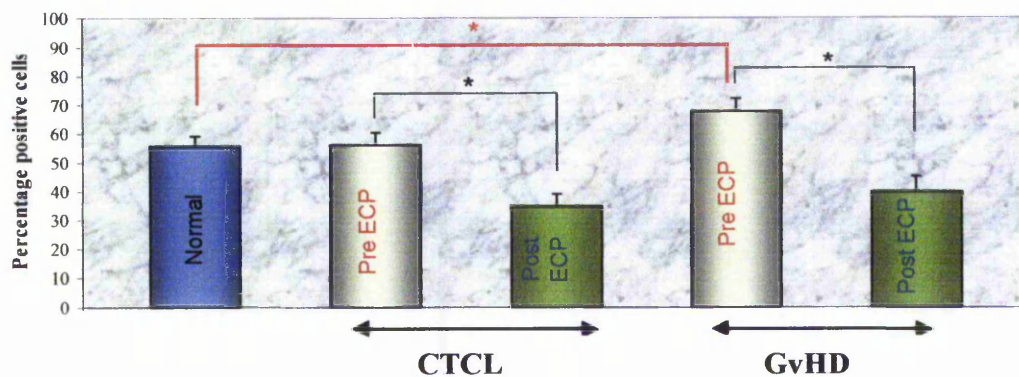 Percentage positive cells
100
90
80
70
60
50
40
30
20
10
0
*
*
*
Normal
Pre ECP
Post
ECP
Pre ECP
Post ECP
CTCL
GvHD